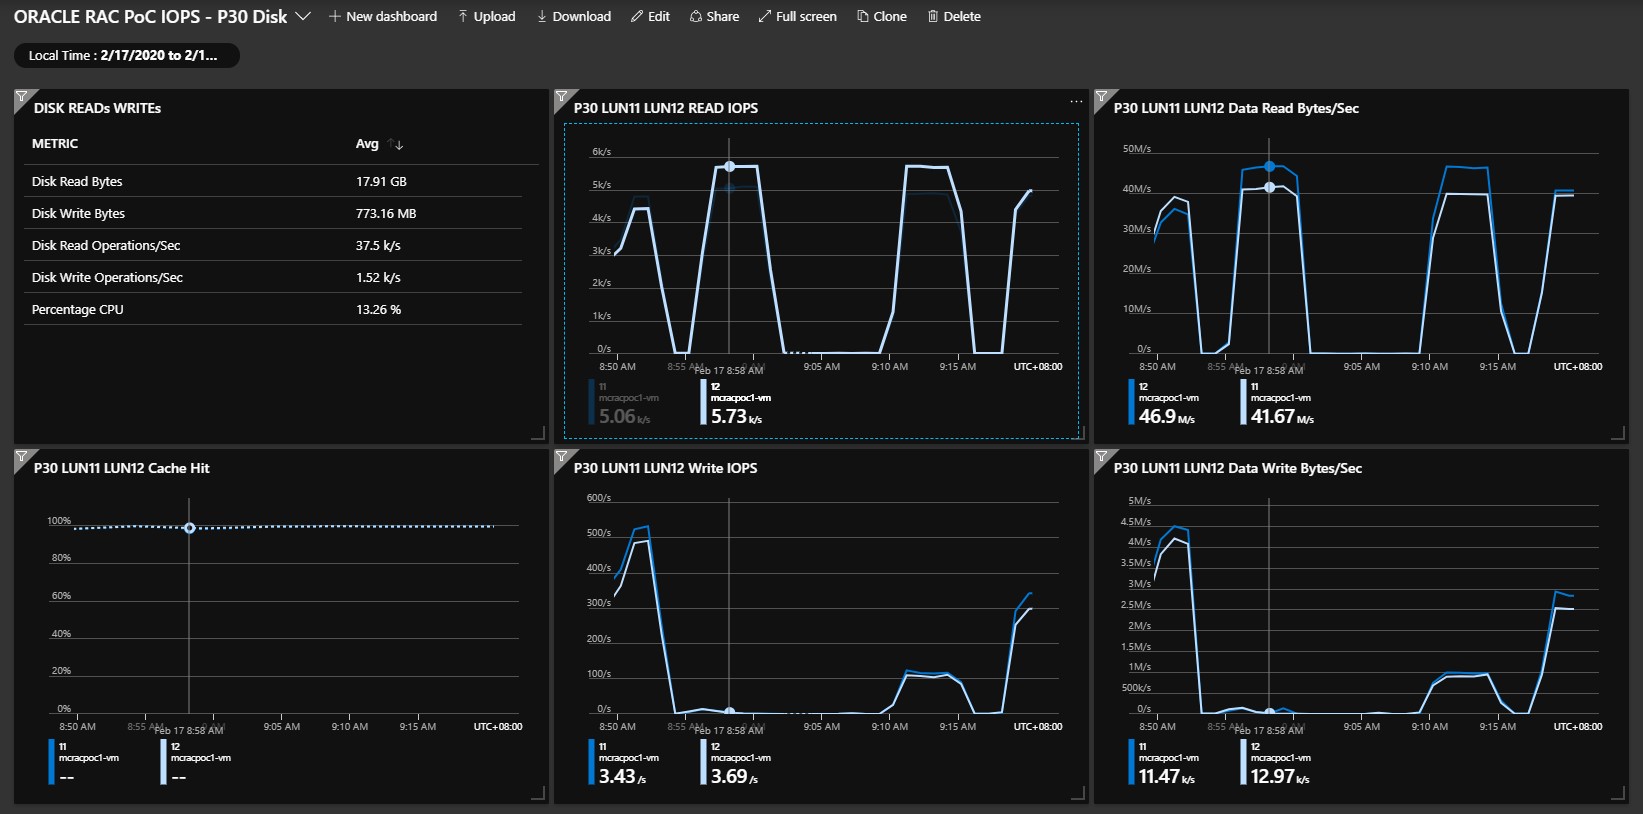 ORACLE RAC PoC IOPS - P30 Disk
New dashboard Upload Download Edit Share Full screen Clone Delete
Local Time : 2/17/2020 to 2/1...
DISK READs WRITEs
METRIC Avg
Disk Read Bytes 17.91 GB
Disk Write Bytes 773.16 MB
Disk Read Operations/Sec 37.5 k/s
Disk Write Operations/Sec 1.52 k/s
Percentage CPU 13.26 %
P30 LUN11 LUN12 READ IOPS
...
6k/s
5k/s
4k/s
3k/s
2k/s
1k/s
0/s
8:50 AM 8:55 AM 9 AM 9:05 AM 9:10 AM 9:15 AM UTC+08:00
Feb 17 8:58 AM
11 12
mcracpoc1-vm mcracpoc1-vm
5.06 k/s 5.73 k/s
P30 LUN11 LUN12 Data Read Bytes/Sec
50M/s
40M/s
30M/s
20M/s
10M/s
0/s
8:50 AM 8:55 AM 9 AM 9:05 AM 9:10 AM 9:15 AM UTC+08:00
Feb 17 8:58 AM
12 11
mcracpoc1-vm mcracpoc1-vm
46.9 M/s 41.67 M/s
P30 LUN11 LUN12 Cache Hit
100%
80%
60%
40%
20%
0%
8:50 AM 8:55 AM 9 AM 9:05 AM 9:10 AM 9:15 AM UTC+08:00
Feb 17 8:58 AM
11 12
mcracpoc1-vm mcracpoc1-vm
-- --
P30 LUN11 LUN12 Write IOPS
600/s
500/s
400/s
300/s
200/s
100/s
0/s
8:50 AM 8:55 AM 9 AM 9:05 AM 9:10 AM 9:15 AM UTC+08:00
Feb 17 8:58 AM
11 12
mcracpoc1-vm mcracpoc1-vm
3.43 /s 3.69 /s
P30 LUN11 LUN12 Data Write Bytes/Sec
5M/s
4.5M/s
4M/s
3.5M/s
3M/s
2.5M/s
2M/s
1.5M/s
1M/s
500k/s
0/s
8:50 AM 8:55 AM 9 AM 9:05 AM 9:10 AM 9:15 AM UTC+08:00
Feb 17 8:58 AM
11 12
mcracpoc1-vm mcracpoc1-vm
11.47 k/s 12.97 k/s